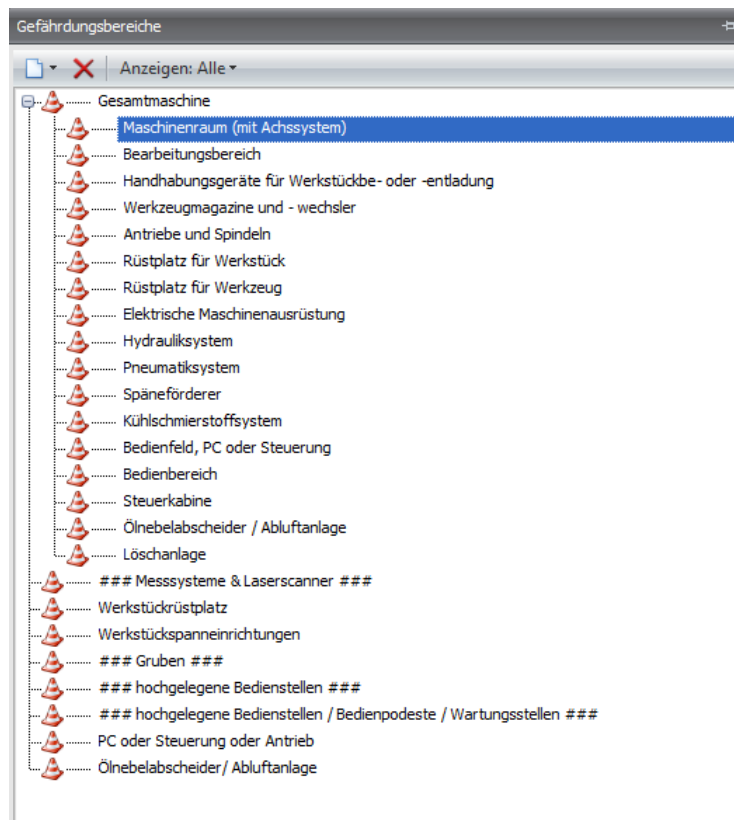 Gefährdungsbereiche
Anzeigen: Alle
Gesamtmaschine
Maschinenraum (mit Achssystem)
Bearbeitungsbereich
Handhabungsgeräte für Werkstückbe- oder -entladung
Werkzeugmagazine und - wechsler
Antriebe und Spindeln
Rüstplatz für Werkstück
Rüstplatz für Werkzeug
Elektrische Maschinenausrüstung
Hydrauliksystem
Pneumatiksystem
Späneförderer
Kühlschmierstoffsystem
Bedienfeld, PC oder Steuerung
Bedienbereich
Steuerkabine
Ölnebelabscheider / Abluftanlage
Löschanlage
### Messsysteme & Laserscanner ###
Werkstückrüstplatz
Werkstückspanneinrichtungen
### Gruben ###
### hochgelegene Bedienstellen ###
### hochgelegene Bedienstellen / Bedienpodeste / Wartungsstellen ###
PC oder Steuerung oder Antrieb
Ölnebelabscheider/ Abluftanlage